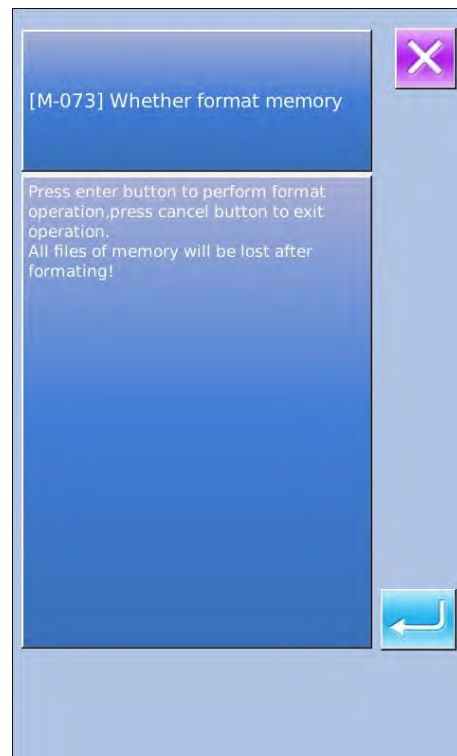 [M-073] Whether format memory
Press enter button to perform format
operation,press cancel button to exit
operation.
All files of memory will be lost after
formating!